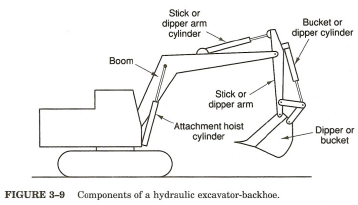 Stick or
dipper arm
cylinder
Bucket or
dipper cylinder
Boom
Stick or
dipper arm
Attachment hoist
cylinder
Dipper or
bucket
FIGURE 3–9 Components of a hydraulic excavator-backhoe.